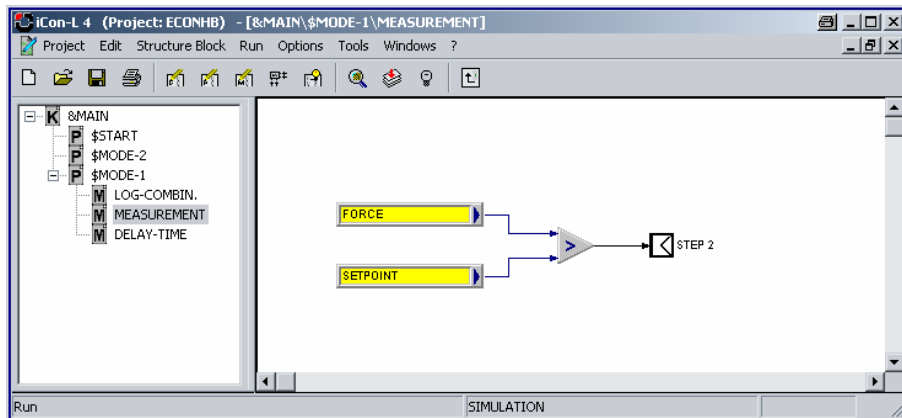 iCon-L 4 (Project: ECONHB) - [&MAIN\$MODE-1\MEASUREMENT]
Project Edit Structure Block Run Options Tools Windows ?
K &MAIN
P $START
P $MODE-2
P $MODE-1
M LOG-COMBIN.
M MEASUREMENT
M DELAY-TIME
FORCE
>
STEP 2
SETPOINT
Run SIMULATION